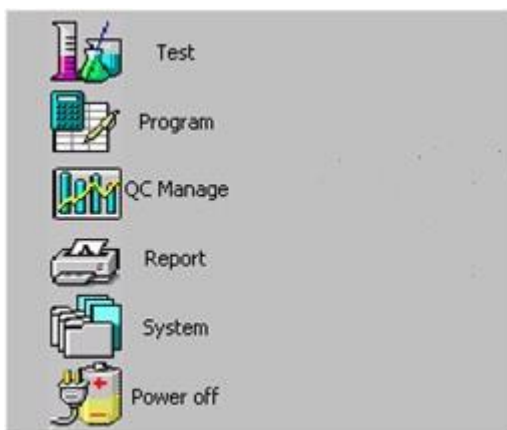 Test
Program
QC Manage
Report
System
Power off